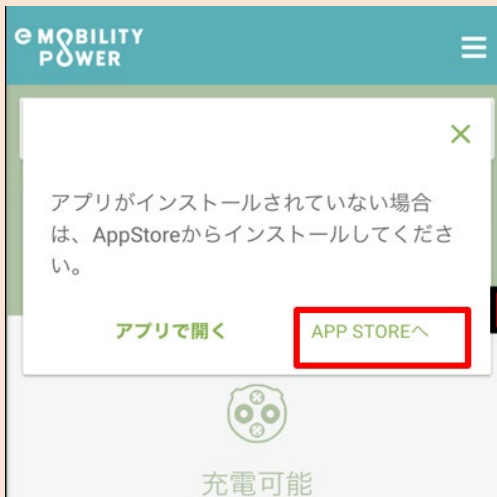 e MOBILITY
POWER
アプリがインストールされていない場合
は、AppStoreからインストールしてくださ
い。
アプリで開く
APP STOREへ
充電可能